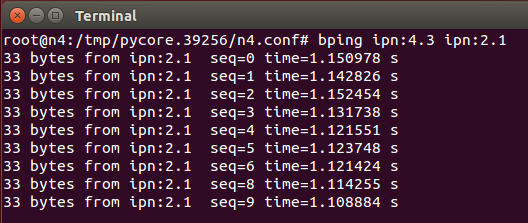 Terminal
root@n4:/tmp/pycore.39256/n4.conf# bping ipn:4.3 ipn:2.1
33 bytes from ipn:2.1  seq=0 time=1.150978 s
33 bytes from ipn:2.1  seq=1 time=1.142826 s
33 bytes from ipn:2.1  seq=2 time=1.152454 s
33 bytes from ipn:2.1  seq=3 time=1.131738 s
33 bytes from ipn:2.1  seq=4 time=1.121551 s
33 bytes from ipn:2.1  seq=5 time=1.123748 s
33 bytes from ipn:2.1  seq=6 time=1.121424 s
33 bytes from ipn:2.1  seq=8 time=1.114255 s
33 bytes from ipn:2.1  seq=9 time=1.108884 s